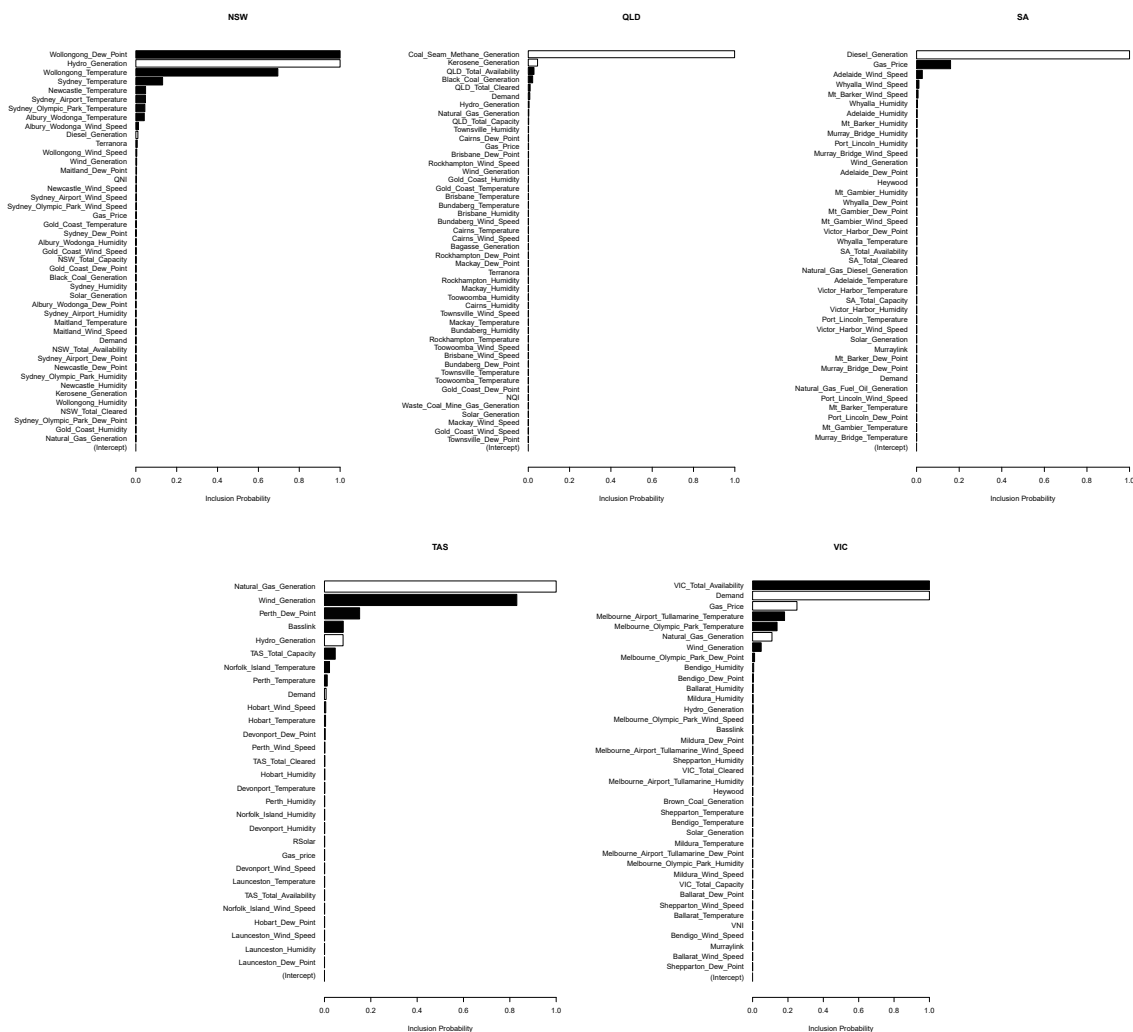 NSW
Wollongong_Dew_Point
Hydro_Generation
Wollongong_Temperature
Sydney_Temperature
Newcastle_Temperature
Sydney_Airport_Temperature
Sydney_Olympic_Park_Temperature
Albury_Wodonga_Temperature
Albury_Wodonga_Wind_Speed
Diesel_Generation
Terranora
Wollongong_Wind_Speed
Wind_Generation
Maitland_Dew_Point
QNI
Newcastle_Wind_Speed
Sydney_Airport_Wind_Speed
Sydney_Olympic_Park_Wind_Speed
Gas_Price
Gold_Coast_Temperature
Sydney_Dew_Point
Albury_Wodonga_Humidity
Gold_Coast_Wind_Speed
NSW_Total_Capacity
Gold_Coast_Dew_Point
Black_Coal_Generation
Sydney_Humidity
Solar_Generation
Albury_Wodonga_Dew_Point
Sydney_Airport_Humidity
Maitland_Temperature
Maitland_Wind_Speed
Demand
NSW_Total_Availability
Sydney_Airport_Dew_Point
Newcastle_Dew_Point
Sydney_Olympic_Park_Humidity
Newcastle_Humidity
Kerosene_Generation
Wollongong_Humidity
NSW_Total_Cleared
Sydney_Olympic_Park_Dew_Point
Gold_Coast_Humidity
Natural_Gas_Generation
(Intercept)
0.0 0.2 0.4 0.6 0.8 1.0
Inclusion Probability
QLD
Coal_Seam_Methane_Generation
Kerosene_Generation
QLD_Total_Availability
Black_Coal_Generation
QLD_Total_Cleared
Demand
Hydro_Generation
Natural_Gas_Generation
QLD_Total_Capacity
Townsville_Humidity
Cairns_Dew_Point
Gas_Price
Brisbane_Dew_Point
Rockhampton_Wind_Speed
Wind_Generation
Gold_Coast_Humidity
Gold_Coast_Temperature
Brisbane_Temperature
Bundaberg_Temperature
Brisbane_Humidity
Bundaberg_Wind_Speed
Cairns_Temperature
Cairns_Wind_Speed
Bagasse_Generation
Rockhampton_Dew_Point
Mackay_Dew_Point
Terranora
Rockhampton_Humidity
Mackay_Humidity
Toowoomba_Humidity
Cairns_Humidity
Townsville_Wind_Speed
Mackay_Temperature
Bundaberg_Humidity
Rockhampton_Temperature
Toowoomba_Wind_Speed
Brisbane_Wind_Speed
Bundaberg_Dew_Point
Townsville_Temperature
Toowoomba_Temperature
Gold_Coast_Dew_Point
NQI
Waste_Coal_Mine_Gas_Generation
Solar_Generation
Mackay_Wind_Speed
Gold_Coast_Wind_Speed
Townsville_Dew_Point
(Intercept)
0.0 0.2 0.4 0.6 0.8 1.0
Inclusion Probability
SA
Diesel_Generation
Gas_Price
Adelaide_Wind_Speed
Whyalla_Wind_Speed
Mt_Barker_Wind_Speed
Whyalla_Humidity
Adelaide_Humidity
Mt_Barker_Humidity
Murray_Bridge_Humidity
Port_Lincoln_Humidity
Murray_Bridge_Wind_Speed
Wind_Generation
Adelaide_Dew_Point
Heywood
Mt_Gambier_Humidity
Whyalla_Dew_Point
Mt_Gambier_Dew_Point
Mt_Gambier_Wind_Speed
Victor_Harbor_Dew_Point
Whyalla_Temperature
SA_Total_Availability
SA_Total_Cleared
Natural_Gas_Diesel_Generation
Adelaide_Temperature
Victor_Harbor_Temperature
SA_Total_Capacity
Victor_Harbor_Humidity
Port_Lincoln_Temperature
Victor_Harbor_Wind_Speed
Solar_Generation
Murraylink
Mt_Barker_Dew_Point
Murray_Bridge_Dew_Point
Demand
Natural_Gas_Fuel_Oil_Generation
Port_Lincoln_Wind_Speed
Mt_Barker_Temperature
Port_Lincoln_Dew_Point
Mt_Gambier_Temperature
Murray_Bridge_Temperature
(Intercept)
0.0 0.2 0.4 0.6 0.8 1.0
Inclusion Probability
TAS
Natural_Gas_Generation
Wind_Generation
Perth_Dew_Point
Basslink
Hydro_Generation
TAS_Total_Capacity
Norfolk_Island_Temperature
Perth_Temperature
Demand
Hobart_Wind_Speed
Hobart_Temperature
Devonport_Dew_Point
Perth_Wind_Speed
TAS_Total_Cleared
Hobart_Humidity
Devonport_Temperature
Perth_Humidity
Norfolk_Island_Humidity
Devonport_Humidity
RSolar
Gas_price
Devonport_Wind_Speed
Launceston_Temperature
TAS_Total_Availability
Norfolk_Island_Wind_Speed
Hobart_Dew_Point
Launceston_Wind_Speed
Launceston_Humidity
Launceston_Dew_Point
(Intercept)
0.0 0.2 0.4 0.6 0.8 1.0
Inclusion Probability
VIC
VIC_Total_Availability
Demand
Gas_Price
Melbourne_Airport_Tullamarine_Temperature
Melbourne_Olympic_Park_Temperature
Natural_Gas_Generation
Wind_Generation
Melbourne_Olympic_Park_Dew_Point
Bendigo_Humidity
Bendigo_Dew_Point
Ballarat_Humidity
Mildura_Humidity
Hydro_Generation
Melbourne_Olympic_Park_Wind_Speed
Basslink
Mildura_Dew_Point
Melbourne_Airport_Tullamarine_Wind_Speed
Shepparton_Humidity
VIC_Total_Cleared
Melbourne_Airport_Tullamarine_Humidity
Heywood
Brown_Coal_Generation
Shepparton_Temperature
Bendigo_Temperature
Solar_Generation
Mildura_Temperature
Melbourne_Airport_Tullamarine_Dew_Point
Melbourne_Olympic_Park_Humidity
Mildura_Wind_Speed
VIC_Total_Capacity
Ballarat_Dew_Point
Shepparton_Wind_Speed
Ballarat_Temperature
VNI
Bendigo_Wind_Speed
Murraylink
Ballarat_Wind_Speed
Shepparton_Dew_Point
(Intercept)
0.0 0.2 0.4 0.6 0.8 1.0
Inclusion Probability